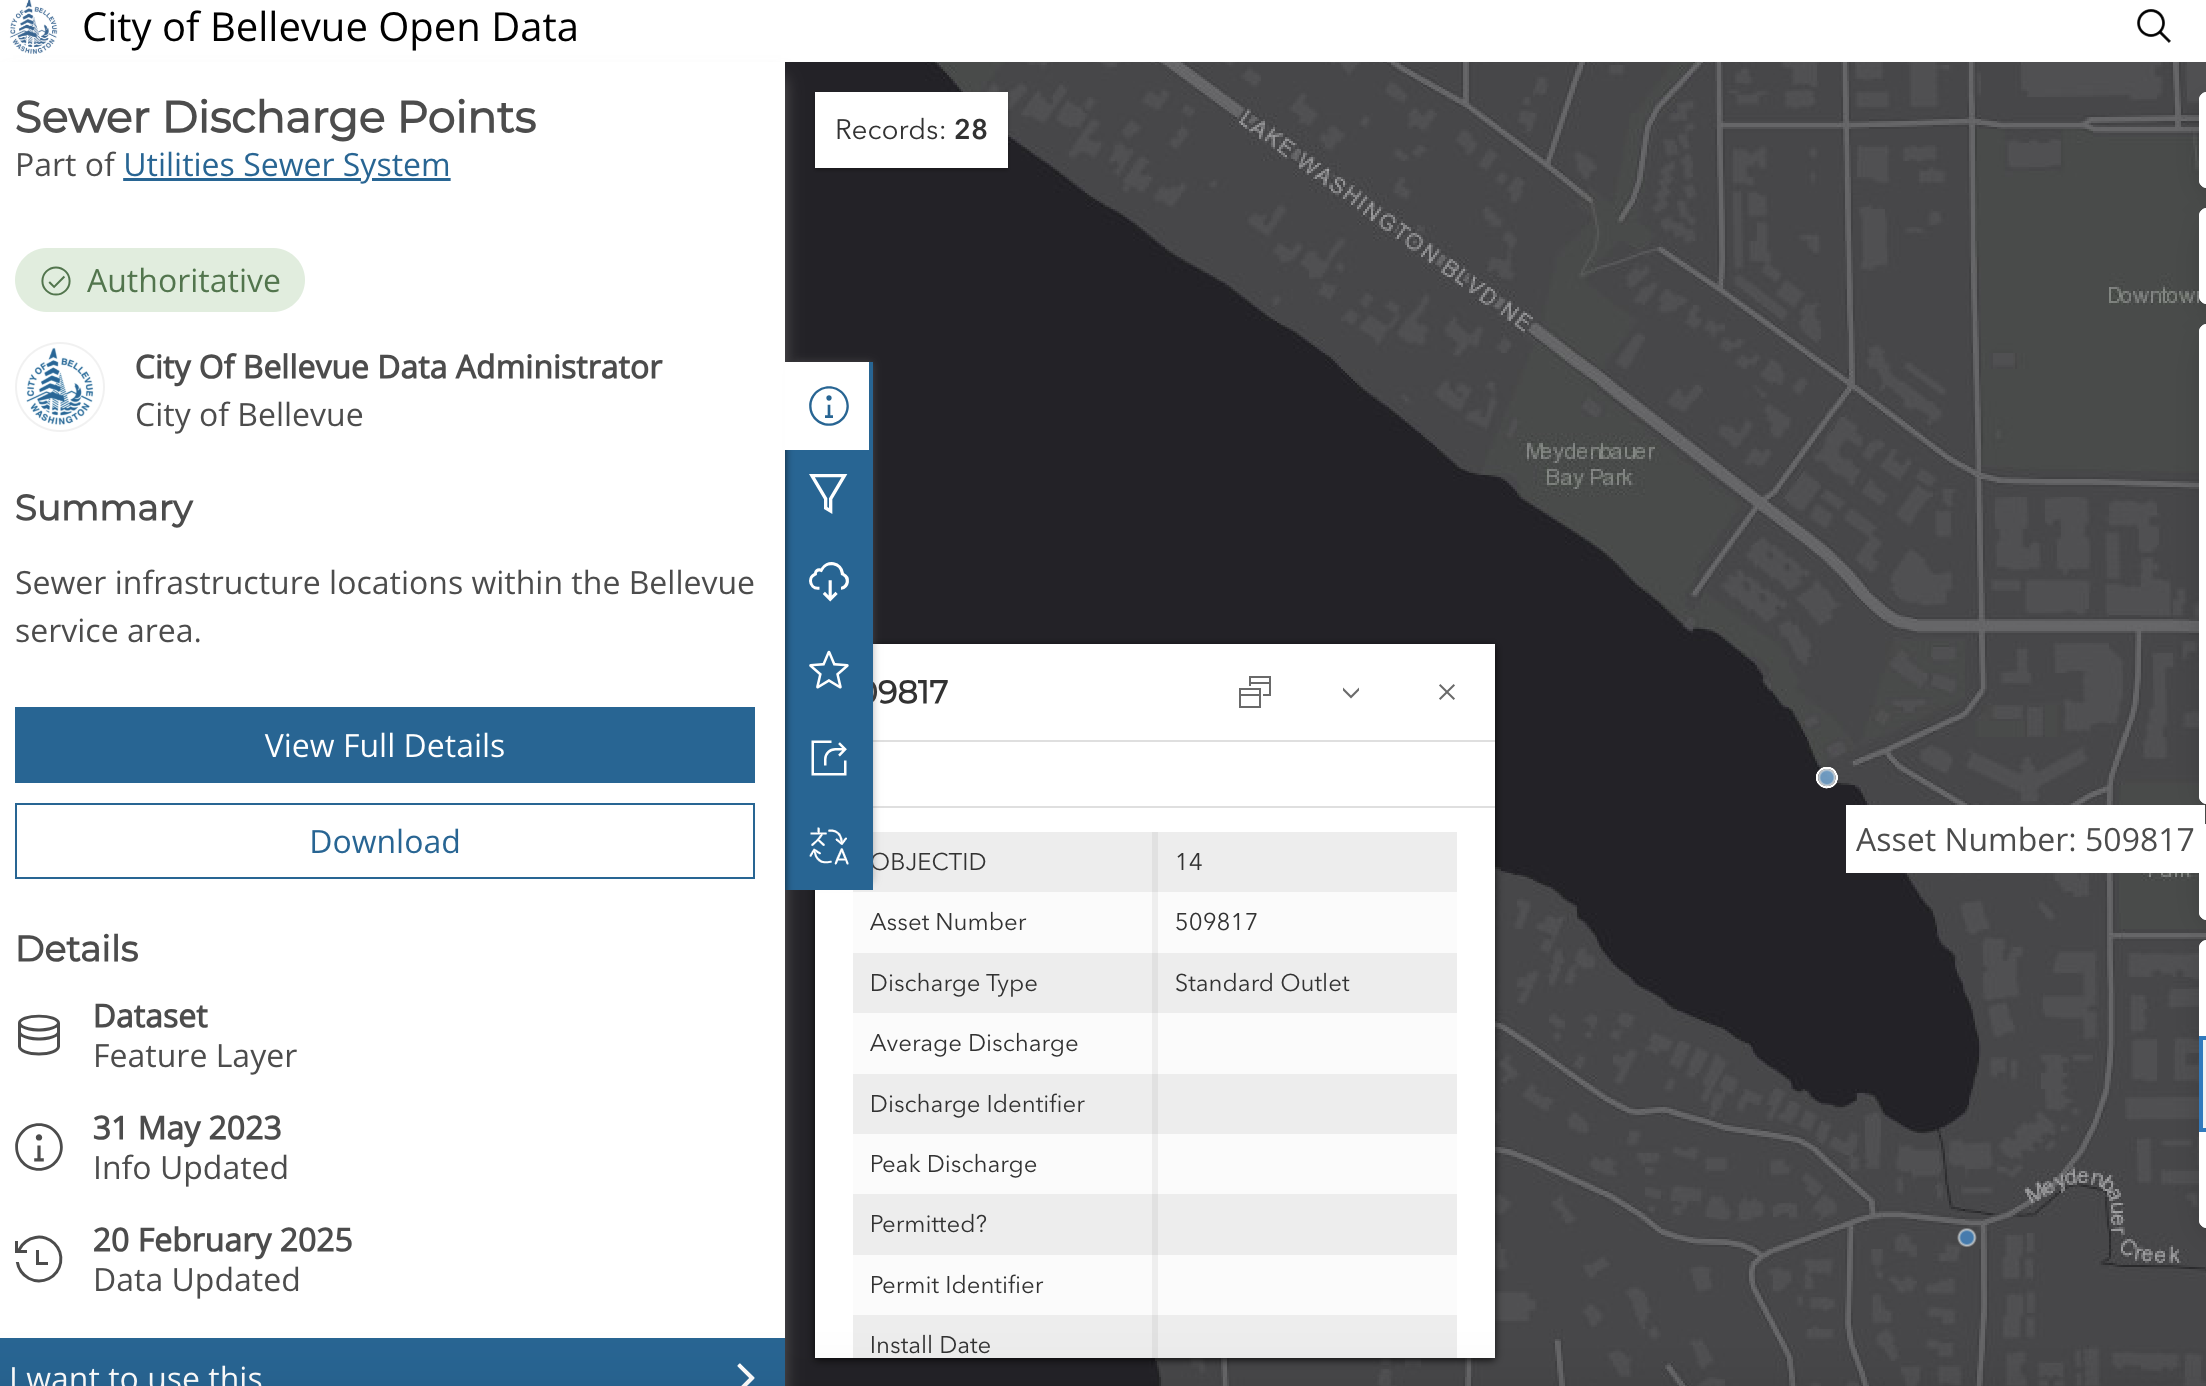 City of Bellevue Open Data
Sewer Discharge Points
Part of Utilities Sewer System
Authoritative
City Of Bellevue Data Administrator
City of Bellevue
Summary
Sewer infrastructure locations within the Bellevue
service area.
View Full Details
Download
Details
Dataset
Feature Layer
31 May 2023
Info Updated
20 February 2025
Data Updated
I want to use this
Records: 28
LAKE WASHINGTON BLVD NE
Downtown
Meydenbauer
Bay Park
Asset Number: 509817
Meydenbauer Creek
09817
OBJECTID 14
Asset Number 509817
Discharge Type Standard Outlet
Average Discharge
Discharge Identifier
Peak Discharge
Permitted?
Permit Identifier
Install Date